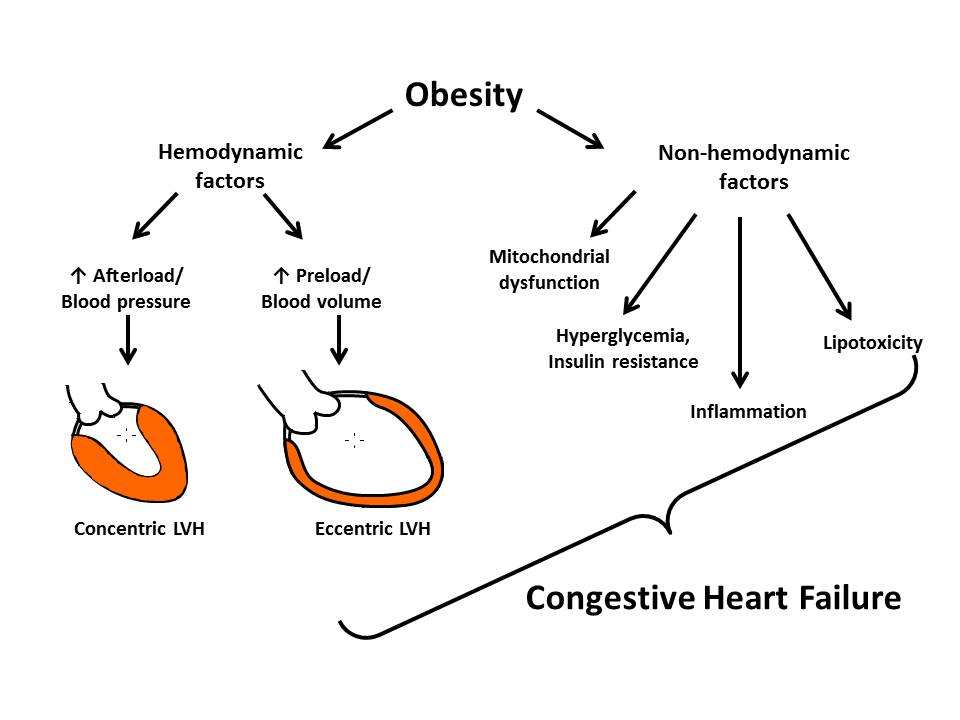 Obesity
Hemodynamic
factors
Non-hemodynamic
factors
↑ Afterload/
Blood pressure
↑ Preload/
Blood volume
Mitochondrial
dysfunction
Hyperglycemia,
Insulin resistance
Lipotoxicity
Inflammation
Concentric LVH
Eccentric LVH
Congestive Heart Failure